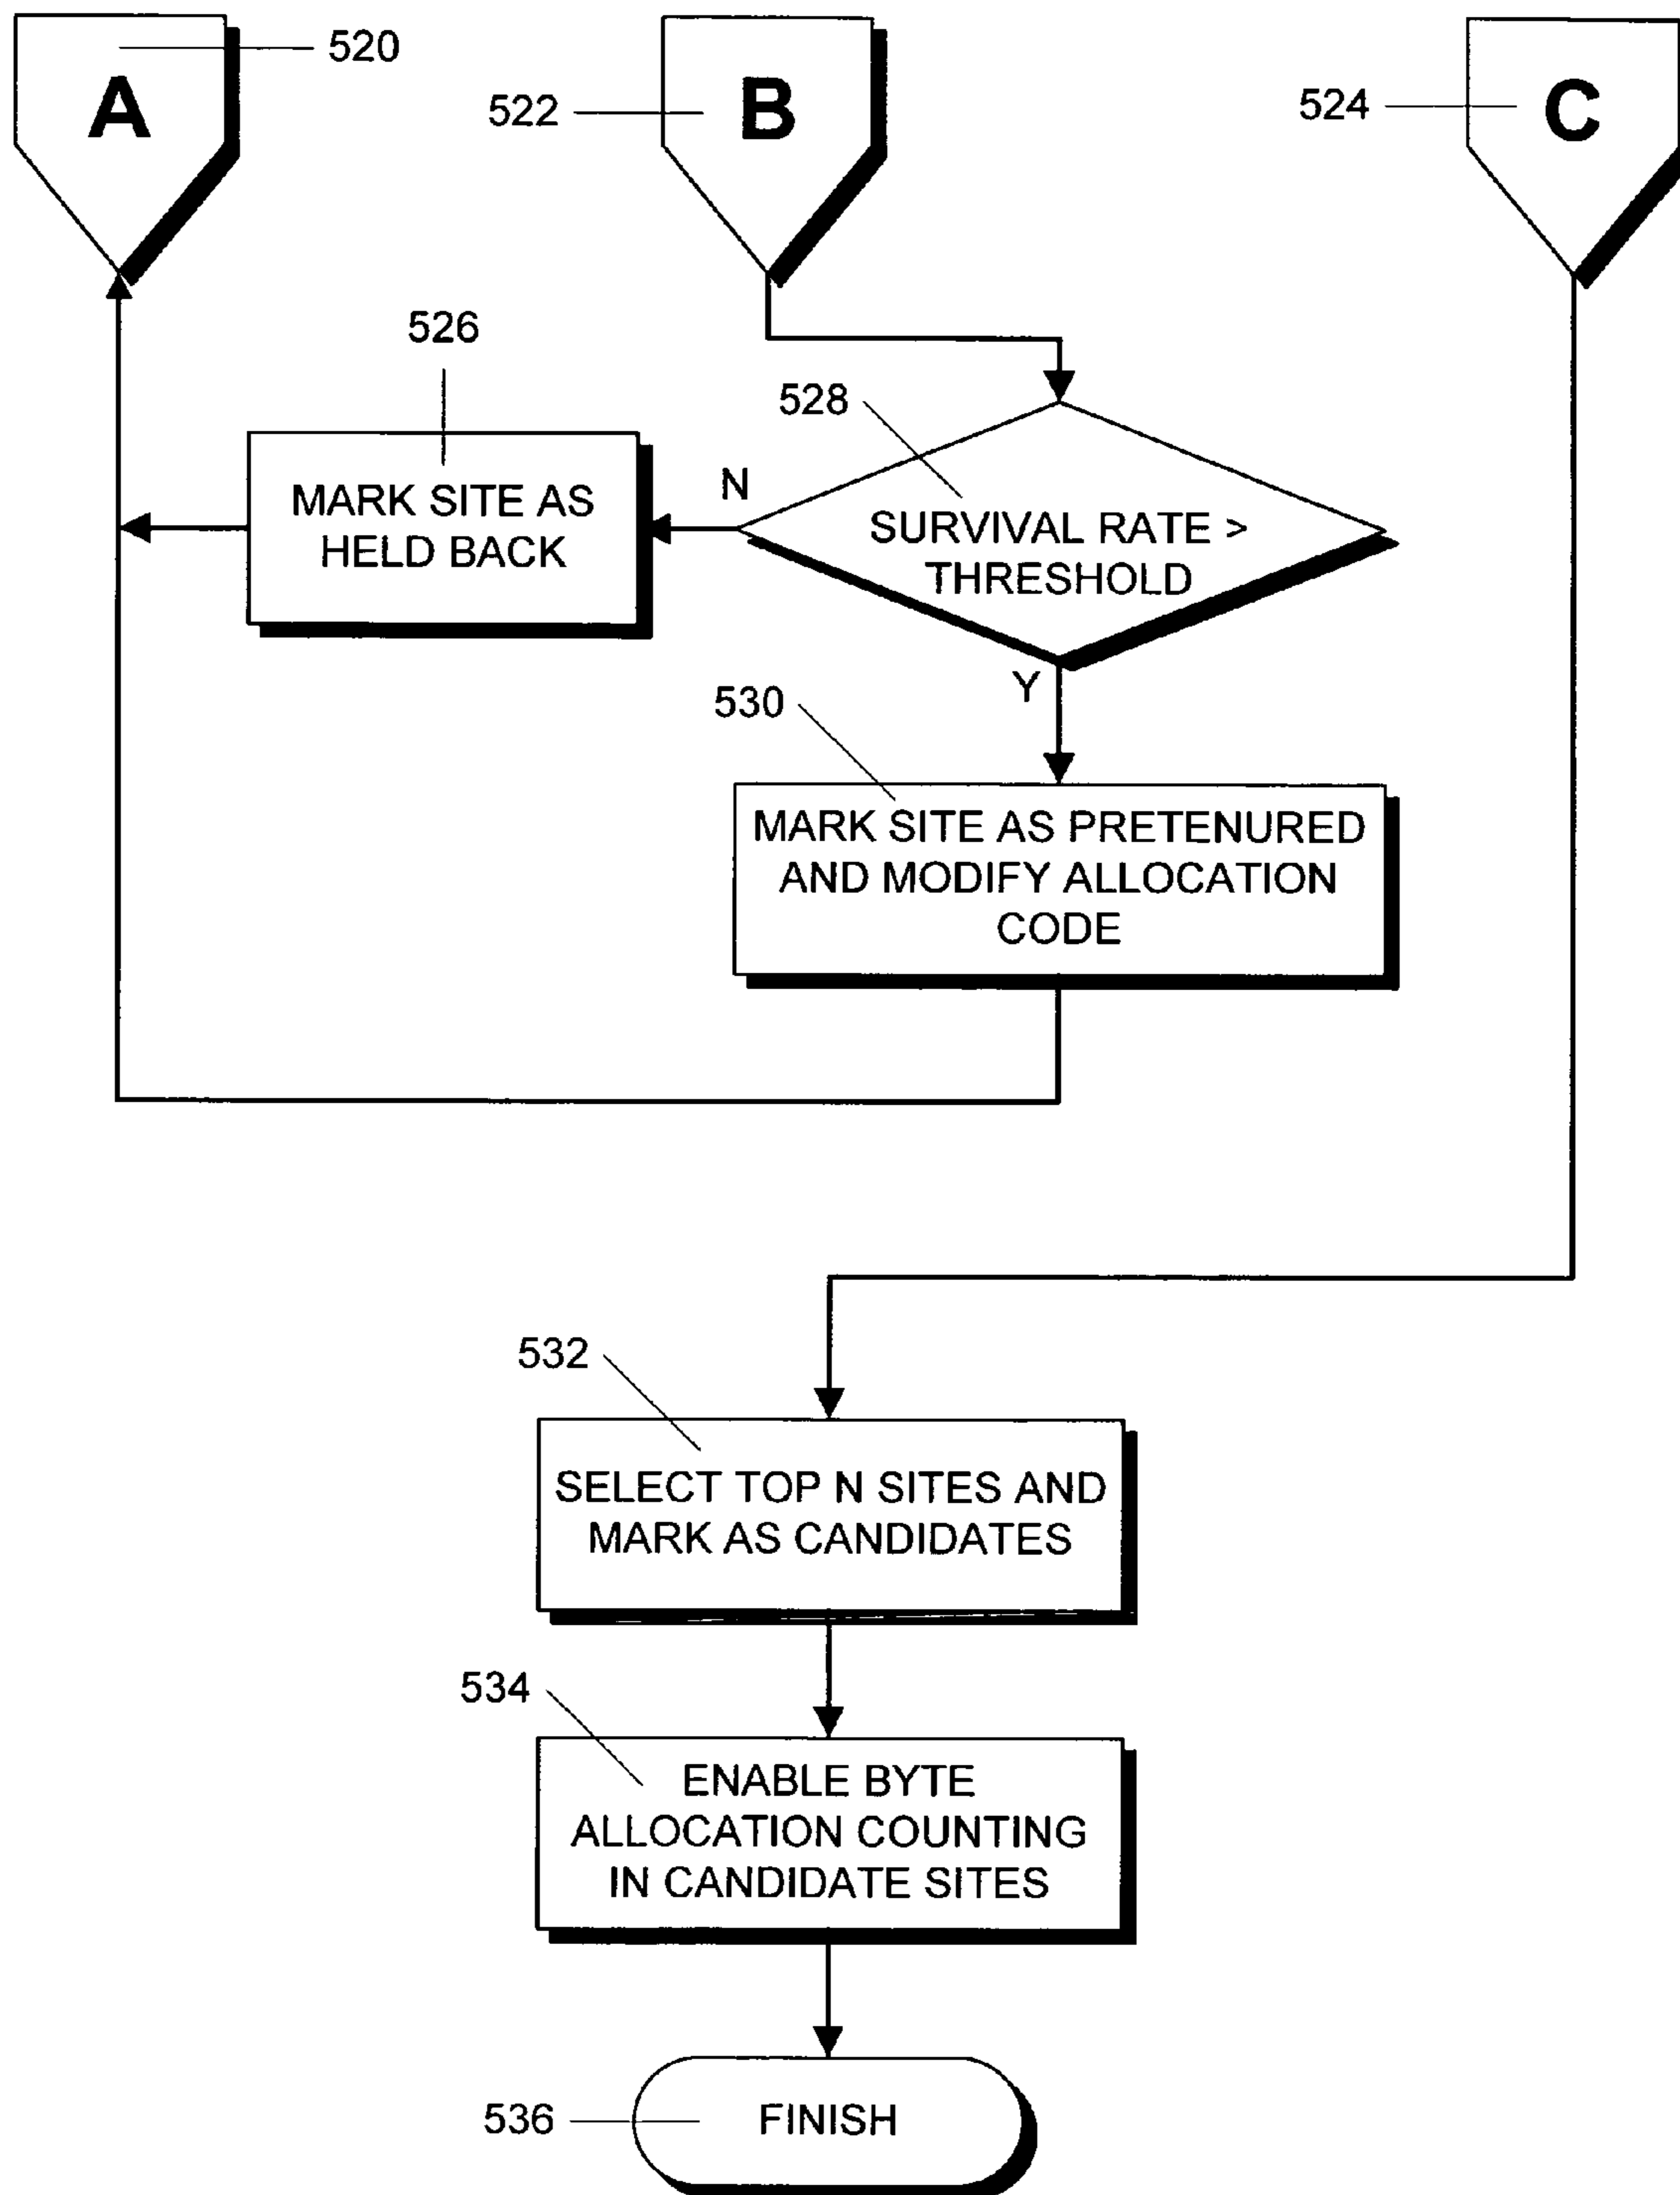 A
520
522
B
524
C
526
528
N
MARK SITE AS
HELD BACK
SURVIVAL RATE >
THRESHOLD
Y
530
MARK SITE AS PRETENURED
AND MODIFY ALLOCATION
CODE
532
SELECT TOP N SITES AND
MARK AS CANDIDATES
534
ENABLE BYTE
ALLOCATION COUNTING
IN CANDIDATE SITES
536
FINISH